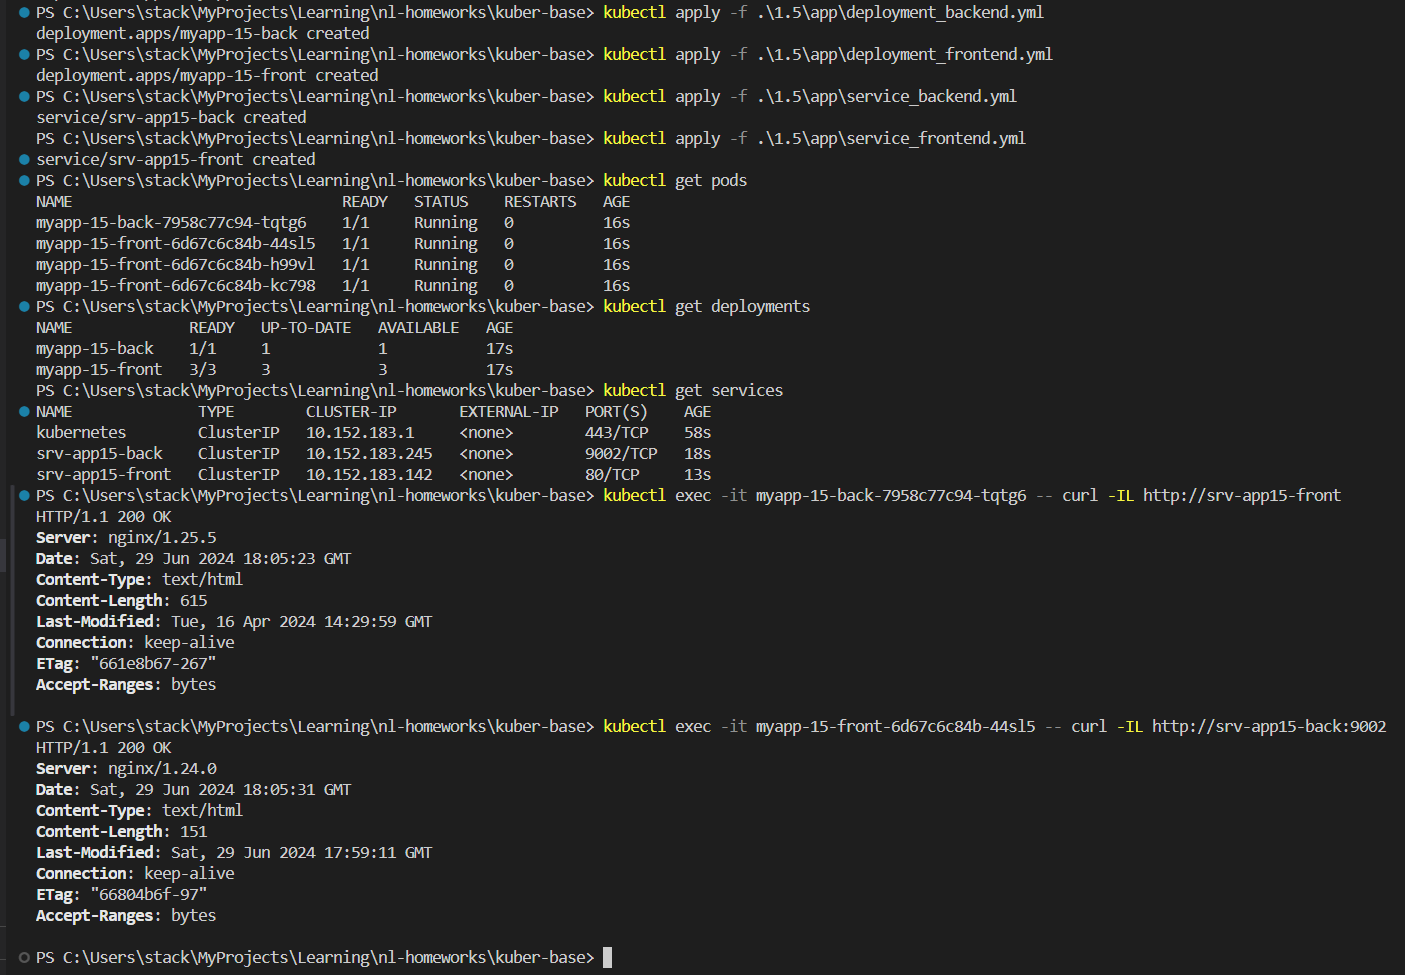 PS C:\Users\stack\MyProjects\Learning\nl-homeworks\kuber-base> kubectl apply -f .\1.5\app\deployment_backend.yml
deployment.apps/myapp-15-back created
PS C:\Users\stack\MyProjects\Learning\nl-homeworks\kuber-base> kubectl apply -f .\1.5\app\deployment_frontend.yml
deployment.apps/myapp-15-front created
PS C:\Users\stack\MyProjects\Learning\nl-homeworks\kuber-base> kubectl apply -f .\1.5\app\service_backend.yml
service/srv-app15-back created
PS C:\Users\stack\MyProjects\Learning\nl-homeworks\kuber-base> kubectl apply -f .\1.5\app\service_frontend.yml
service/srv-app15-front created
PS C:\Users\stack\MyProjects\Learning\nl-homeworks\kuber-base> kubectl get pods
NAME READY STATUS RESTARTS AGE
myapp-15-back-7958c77c94-tqtg6 1/1 Running 0 16s
myapp-15-front-6d67c6c84b-44sl5 1/1 Running 0 16s
myapp-15-front-6d67c6c84b-h99vl 1/1 Running 0 16s
myapp-15-front-6d67c6c84b-kc798 1/1 Running 0 16s
PS C:\Users\stack\MyProjects\Learning\nl-homeworks\kuber-base> kubectl get deployments
NAME READY UP-TO-DATE AVAILABLE AGE
myapp-15-back 1/1 1 1 17s
myapp-15-front 3/3 3 3 17s
PS C:\Users\stack\MyProjects\Learning\nl-homeworks\kuber-base> kubectl get services
NAME TYPE CLUSTER-IP EXTERNAL-IP PORT(S) AGE
kubernetes ClusterIP 10.152.183.1 <none> 443/TCP 58s
srv-app15-back ClusterIP 10.152.183.245 <none> 9002/TCP 18s
srv-app15-front ClusterIP 10.152.183.142 <none> 80/TCP 13s
PS C:\Users\stack\MyProjects\Learning\nl-homeworks\kuber-base> kubectl exec -it myapp-15-back-7958c77c94-tqtg6 -- curl -IL http://srv-app15-front
HTTP/1.1 200 OK
Server: nginx/1.25.5
Date: Sat, 29 Jun 2024 18:05:23 GMT
Content-Type: text/html
Content-Length: 615
Last-Modified: Tue, 16 Apr 2024 14:29:59 GMT
Connection: keep-alive
ETag: "661e8b67-267"
Accept-Ranges: bytes
PS C:\Users\stack\MyProjects\Learning\nl-homeworks\kuber-base> kubectl exec -it myapp-15-front-6d67c6c84b-44sl5 -- curl -IL http://srv-app15-back:9002
HTTP/1.1 200 OK
Server: nginx/1.24.0
Date: Sat, 29 Jun 2024 18:05:31 GMT
Content-Type: text/html
Content-Length: 151
Last-Modified: Sat, 29 Jun 2024 17:59:11 GMT
Connection: keep-alive
ETag: "66804b6f-97"
Accept-Ranges: bytes
PS C:\Users\stack\MyProjects\Learning\nl-homeworks\kuber-base>